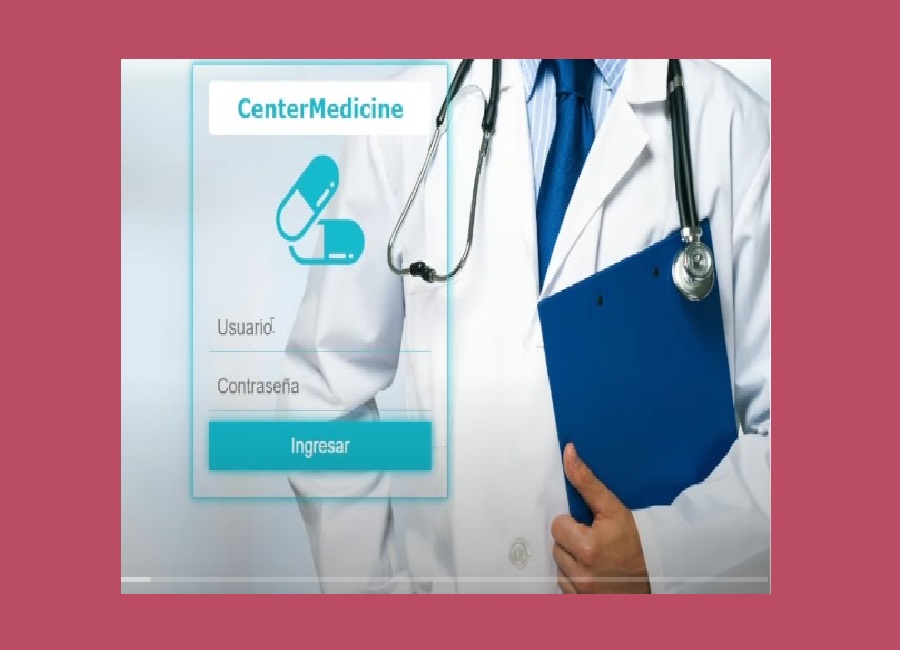 CenterMedicine
Usuario
Contraseña
Ingresar